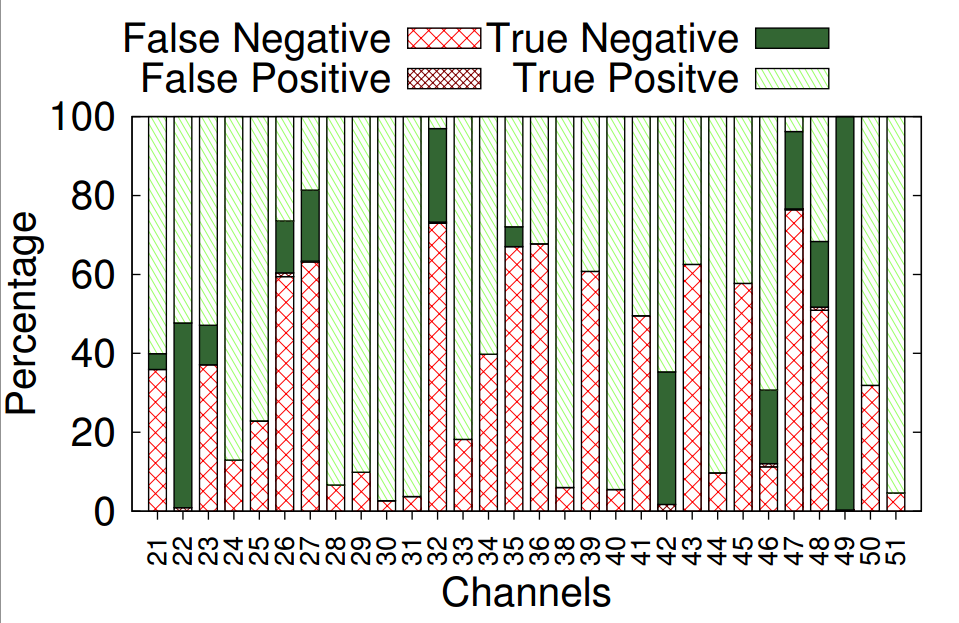 False Negative True Negative
False Positive True Positve
100
80
60
40
20
0
Percentage
21 22 23 24 25 26 27 28 29 30 31 32 33 34 35 36 38 39 40 41 42 43 44 45 46 47 48 49 50 51
Channels